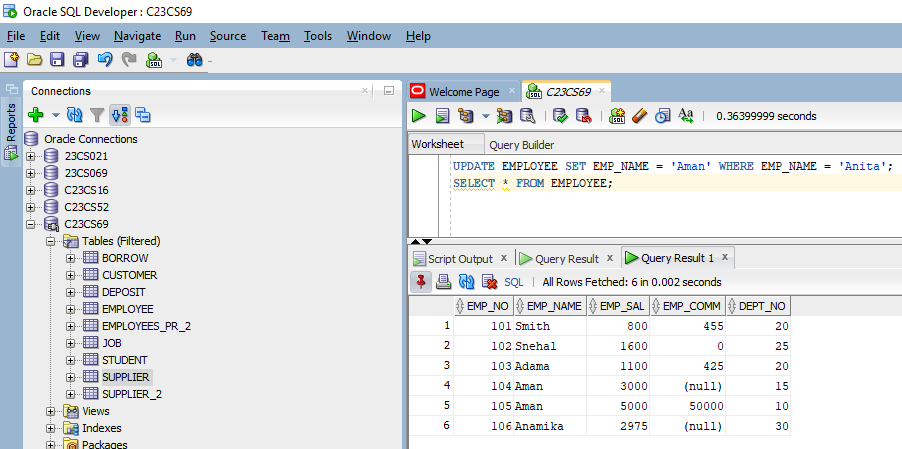 Oracle SQL Developer : C23CS69
File Edit View Navigate Run Source Team Tools Window Help
Reports
Connections
Oracle Connections
23CS021
23CS069
C23CS16
C23CS52
C23CS69
Tables (Filtered)
BORROW
CUSTOMER
DEPOSIT
EMPLOYEE
EMPLOYEES_PR_2
JOB
STUDENT
SUPPLIER
SUPPLIER_2
Views
Indexes
Packages
Welcome Page C23CS69
SQL 0.36399999 seconds
Worksheet Query Builder
UPDATE EMPLOYEE SET EMP_NAME = 'Aman' WHERE EMP_NAME = 'Anita';
SELECT * FROM EMPLOYEE;
Script Output x Query Result x Query Result 1 x
SQL All Rows Fetched: 6 in 0.002 seconds
EMP_NO EMP_NAME EMP_SAL EMP_COMM DEPT_NO
1 101 Smith 800 455 20
2 102 Snehal 1600 0 25
3 103 Adama 1100 425 20
4 104 Aman 3000 (null) 15
5 105 Aman 5000 50000 10
6 106 Anamika 2975 (null) 30